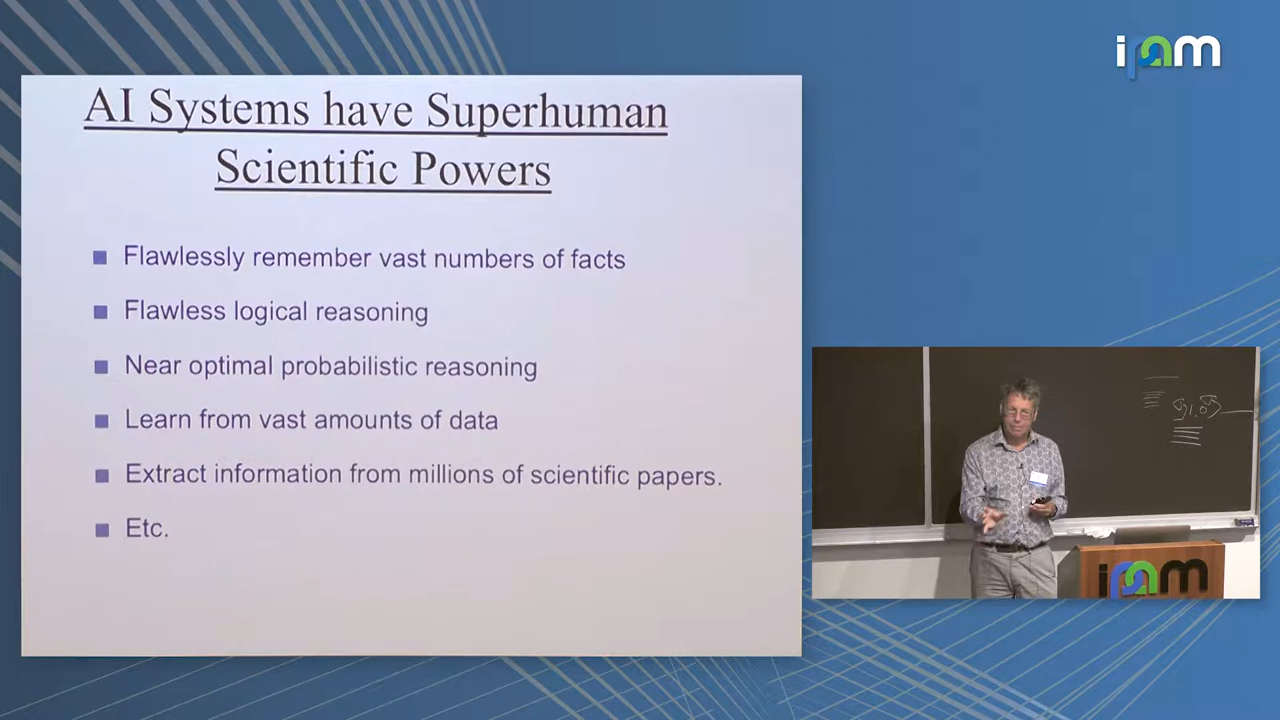 ipam
AI Systems have Superhuman
Scientific Powers
Flawlessly remember vast numbers of facts
Flawless logical reasoning
Near optimal probabilistic reasoning
Learn from vast amounts of data
Extract information from millions of scientific papers.
Etc.
ipam